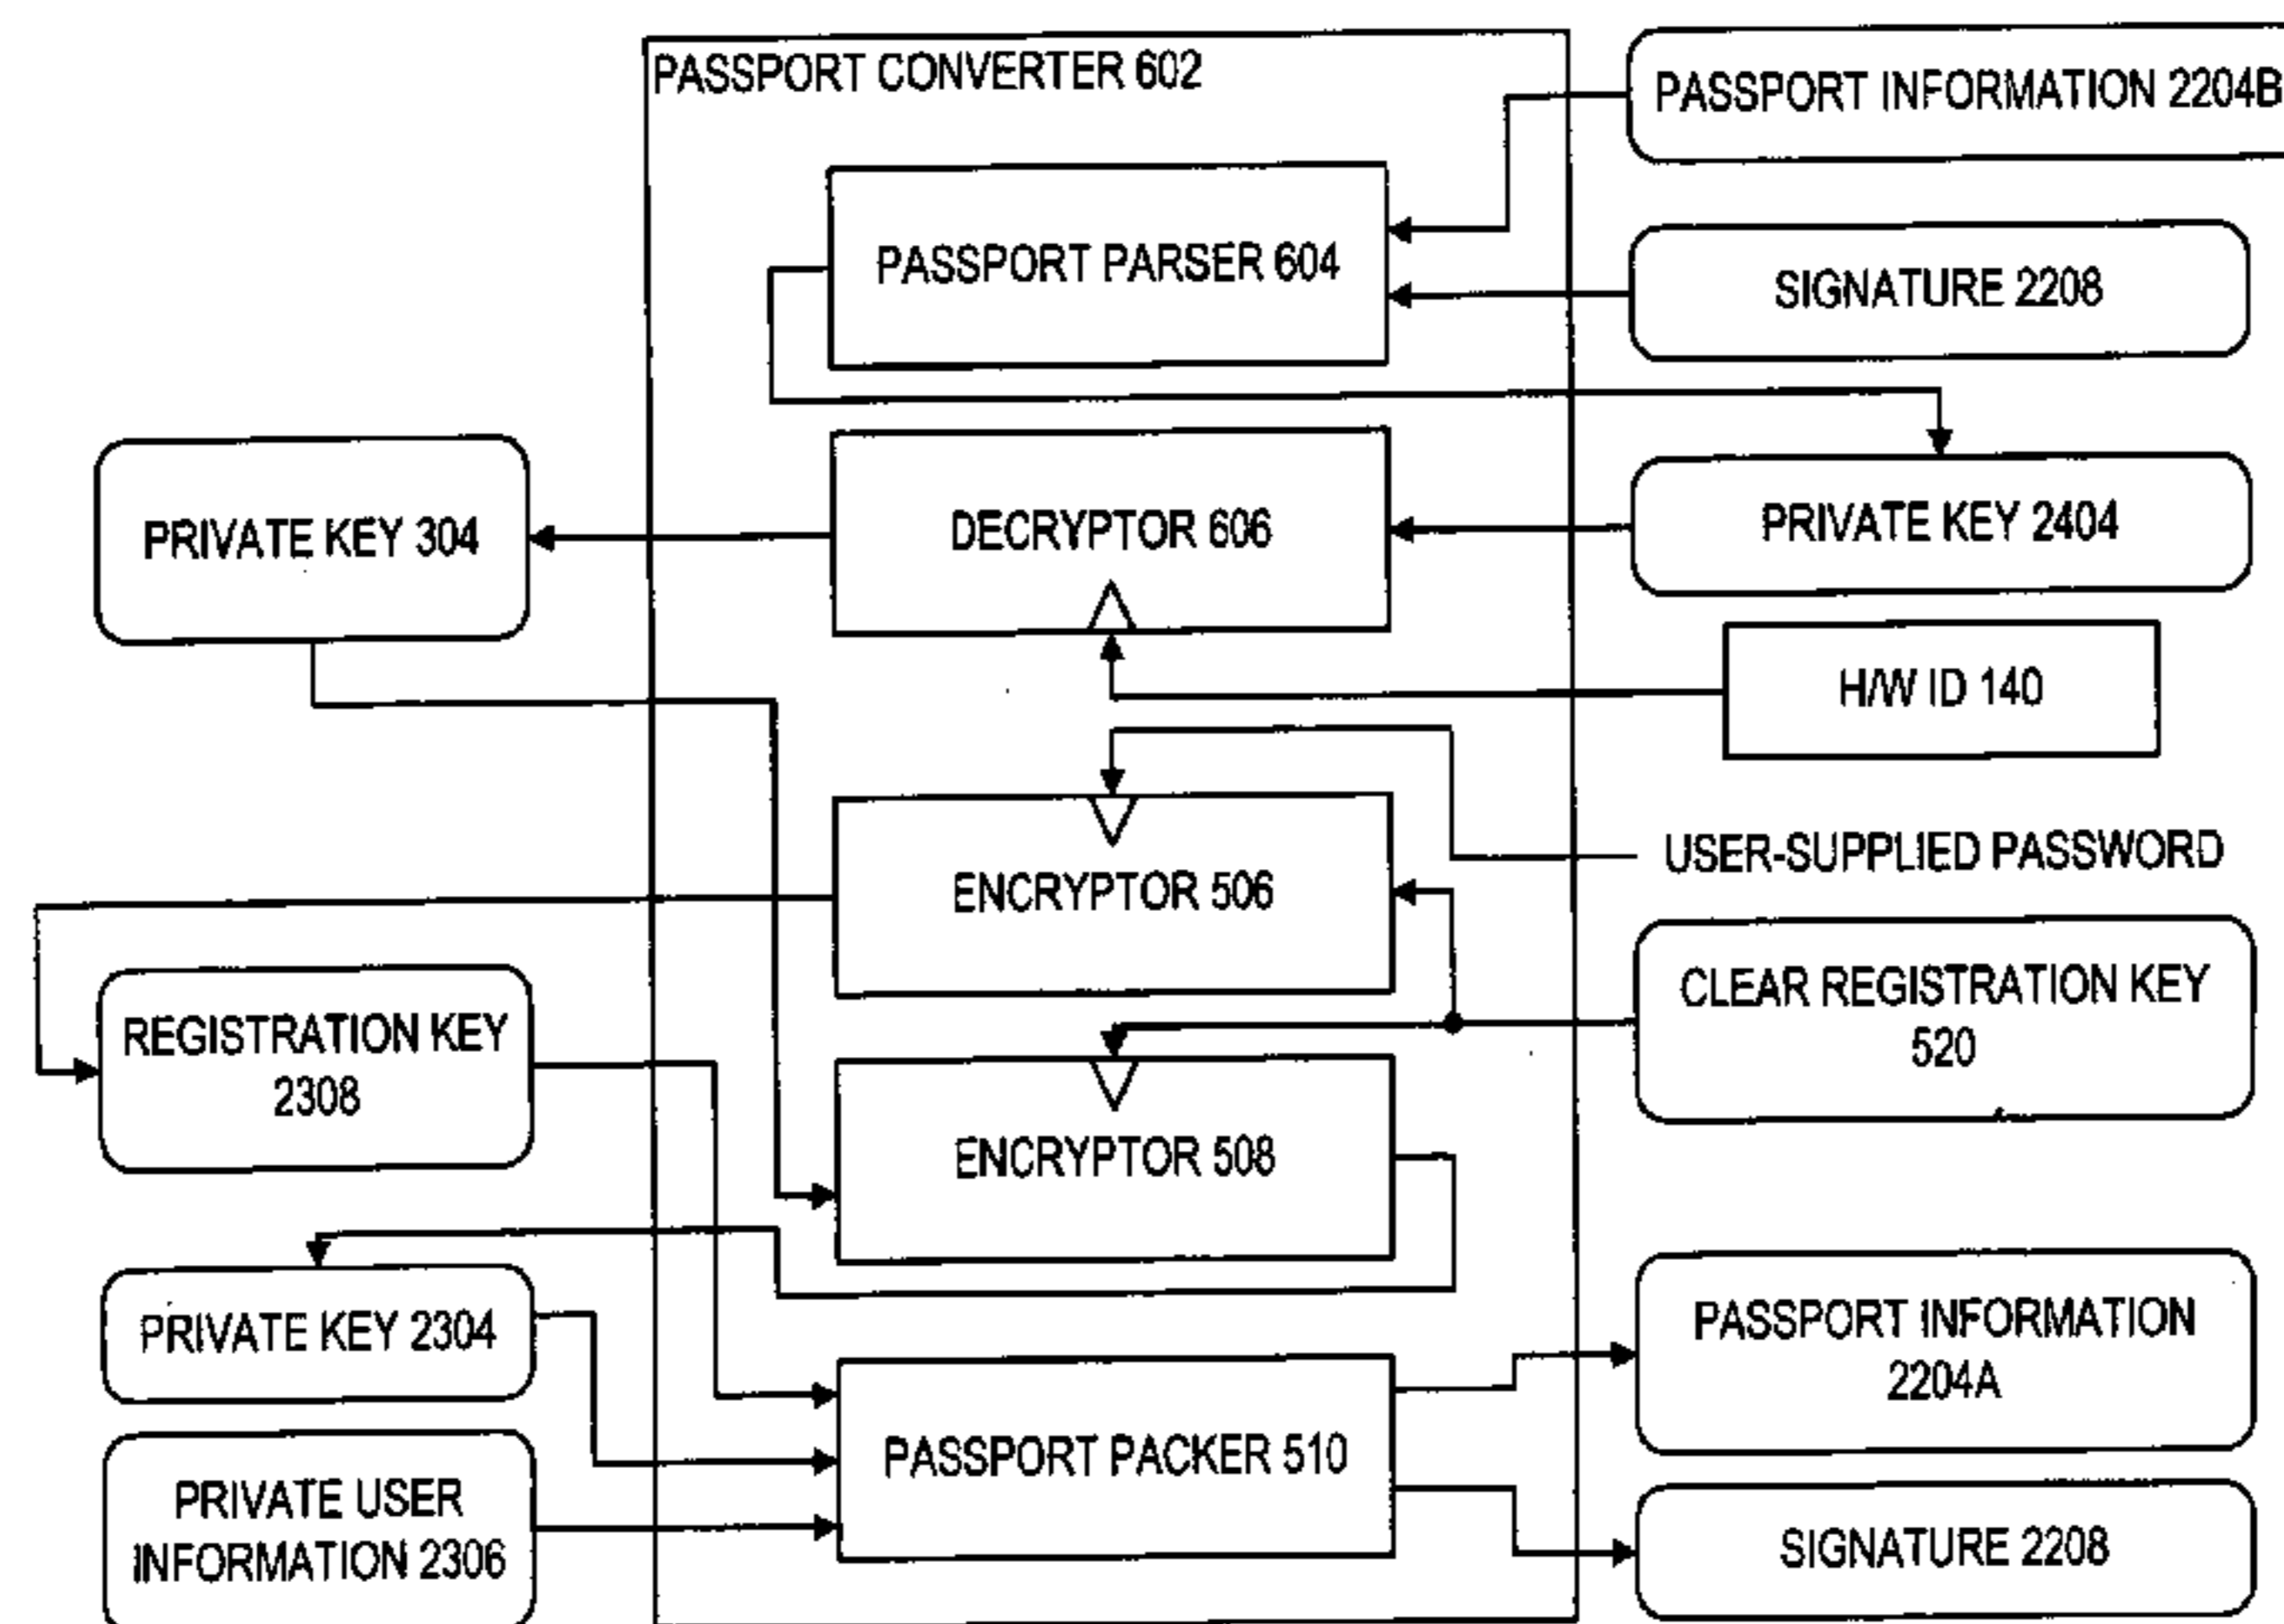 PASSPORT CONVERTER 602
PASSPORT INFORMATION 2204B
PASSPORT PARSER 604
SIGNATURE 2208
PRIVATE KEY 304
DECRYPTOR 606
PRIVATE KEY 2404
H/W ID 140
USER-SUPPLIED PASSWORD
ENCRYPTOR 506
CLEAR REGISTRATION KEY
520
REGISTRATION KEY
2308
ENCRYPTOR 508
PRIVATE KEY 2304
PASSPORT INFORMATION
2204A
PASSPORT PACKER 510
PRIVATE USER
INFORMATION 2306
SIGNATURE 2208